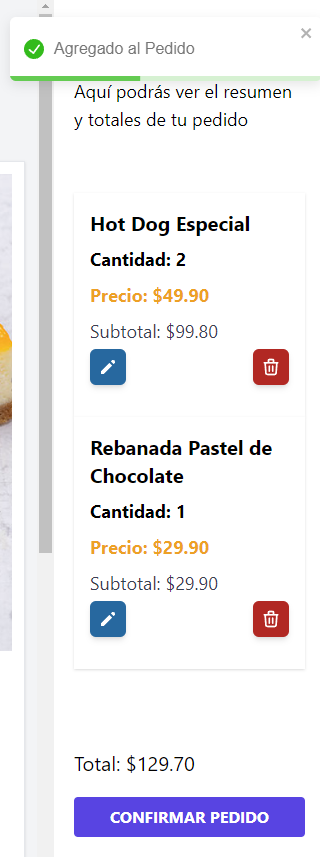 Agregado al Pedido
Aquí podrás ver el resumen
y totales de tu pedido
Hot Dog Especial
Cantidad: 2
Precio: $49.90
Subtotal: $99.80
Rebanada Pastel de
Chocolate
Cantidad: 1
Precio: $29.90
Subtotal: $29.90
Total: $129.70
CONFIRMAR PEDIDO